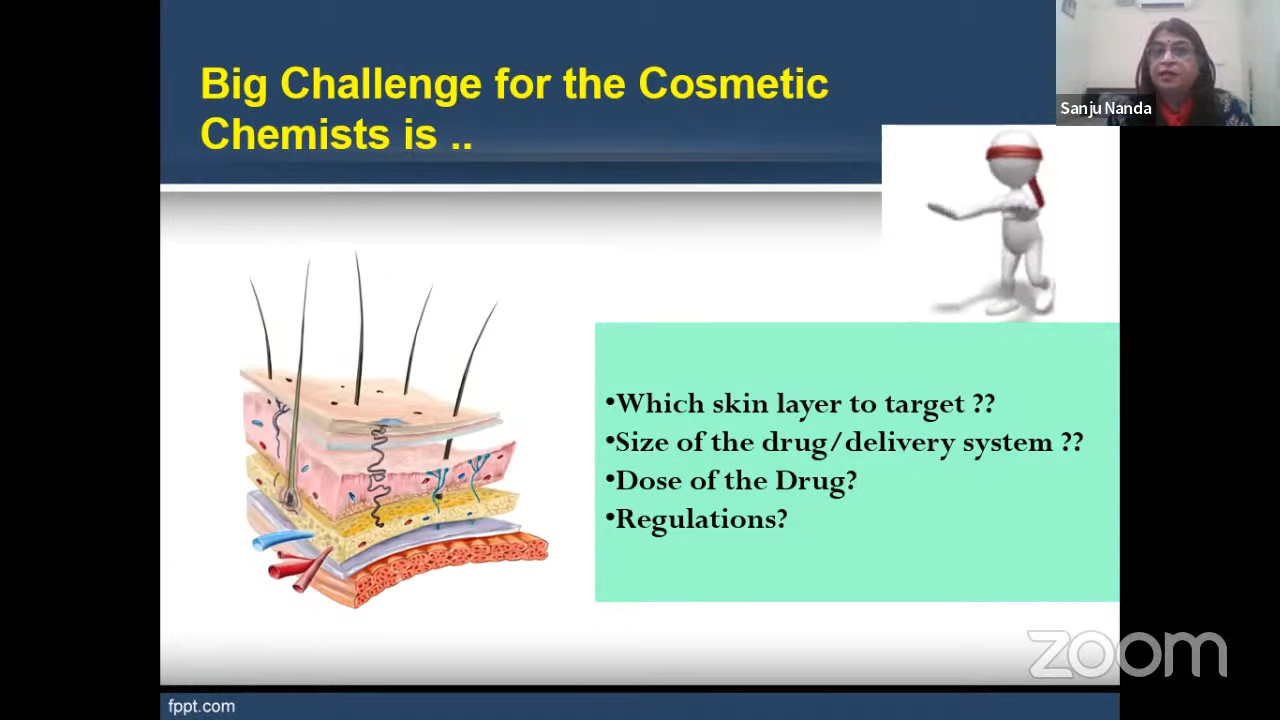 Big Challenge for the Cosmetic
Chemists is ..
Sanju Nanda
•Which skin layer to target ??
•Size of the drug/delivery system ??
•Dose of the Drug?
•Regulations?
zoom
fppt.com